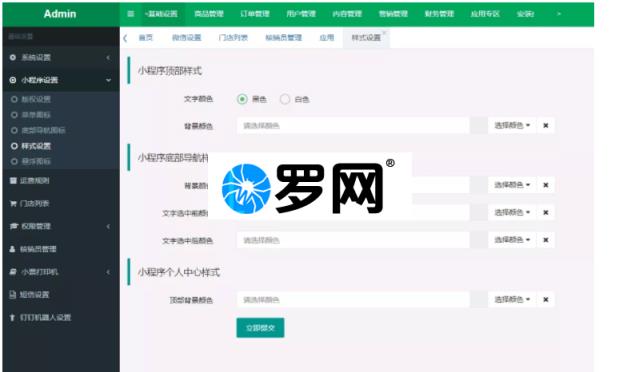 Admin
基础设置 商品管理 订单管理 用户管理 内容管理 营销管理 财务管理 应用专区 安装
基础设置
首页 微信设置 门店列表 核销员管理 应用 样式设置
系统设置
小程序设置
版权设置
菜单图标
底部导航图标
样式设置
悬浮图标
运费规则
门店列表
权限管理
核销员管理
小票打印机
短信设置
钉钉机器人设置
小程序顶部样式
文字颜色 黑色 白色
背景颜色 请选择颜色 选择颜色
小程序底部导航样
背景颜 选择颜色
文字选中前颜 选择颜色
文字选中后颜色 请选择颜色 选择颜色
罗网®
小程序个人中心样式
顶部背景颜色 请选择颜色 选择颜色
立即提交